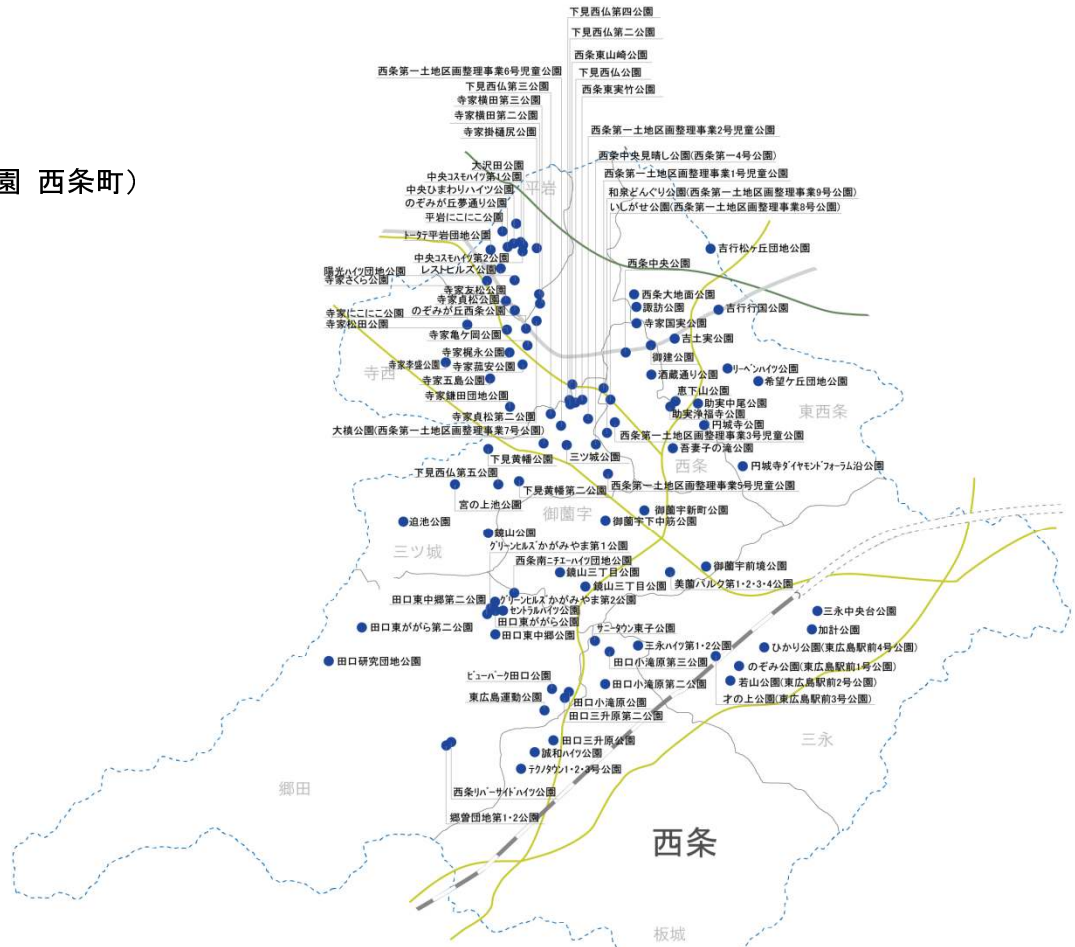 園 西条町）
下見西仏第四公園
下見西仏第二公園
西条東山崎公園
西条第一土地区画整理事業6号児童公園
下見西仏公園
下見西仏第三公園
西条東実竹公園
寺家横田第三公園
寺家横田第二公園
寺家掛樋尻公園
西条第一土地区画整理事業2号児童公園
西条中央見晴し公園(西条第一4号公園)
大沢田公園
西条第一土地区画整理事業1号児童公園
中央コスモハイツ第1公園
平岩
中央ひまわりハイツ公園
和泉どんぐり公園(西条第一土地区画整理事業9号公園)
のぞみが丘夢通り公園
いしがせ公園(西条第一土地区画整理事業8号公園)
平岩にこにこ公園
トータテ平岩団地公園
吉行松ヶ丘団地公園
中央コスモハイツ第2公園
西条中央公園
陽光ハイツ団地公園
レストヒルズ公園
寺家さくら公園
寺家友松公園
西条大地面公園
寺家貞松公園
諏訪公園
吉行行国公園
寺家にこにこ公園
のぞみが丘西条公園
寺家松田公園
寺家国実公園
寺家亀ケ岡公園
吉土実公園
寺家梶永公園
御建公園
寺家李盛公園
寺家菰安公園
リーベンハイツ公園
寺西
酒蔵通り公園
寺家五島公園
希望ケ丘団地公園
恵下山公園
寺家鎌田団地公園
助実中尾公園
東西条
寺家貞松第二公園
助実浄福寺公園
円城寺公園
大槙公園(西条第一土地区画整理事業7号公園)
西条第一土地区画整理事業3号児童公園
吾妻子の滝公園
下見黄幡公園
三ツ城公園
西条
円城寺ダイヤモンドフォーラム沿公園
下見西仏第五公園
下見黄幡第二公園
西条第一土地区画整理事業5号児童公園
宮の上池公園
御薗宇新町公園
御薗字
追池公園
御薗宇下中筋公園
鏡山公園
グリーンヒルズかがみやま第1公園
三ツ城
西条南ニチエーハイツ団地公園
御薗宇前境公園
鏡山三丁目公園
美薗パルク第1・2・3・4公園
鏡山三丁目公園
田口東中郷第二公園
グリーンヒルズかがみやま第2公園
セントラルハイツ公園
三永中央台公園
田口東ががら公園
田口東ががら第二公園
サニータウン東子公園
加計公園
田口東中郷公園
三永ハイツ第1・2公園
ひかり公園(東広島駅前4号公園)
田口研究団地公園
田口小滝原第三公園
のぞみ公園(東広島駅前1号公園)
ビューパーク田口公園
田口小滝原第二公園
若山公園(東広島駅前2号公園)
東広島運動公園
田口小滝原公園
才の上公園(東広島駅前3号公園)
田口三升原第二公園
田口三升原公園
三永
誠和ハイツ公園
テクノタウン1・2・3号公園
郷田
西条リバーサイドハイツ公園
郷曽団地第1・2公園
西条
板城